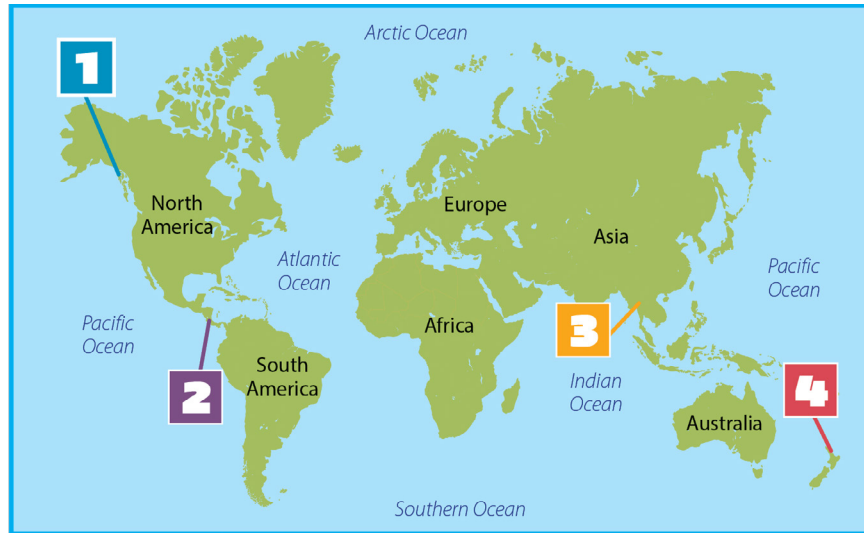 Arctic Ocean
1
North
America
Europe
Asia
Atlantic
Ocean
Pacific
Ocean
Pacific
Ocean
Africa
3
South
America
2
Indian
Ocean
4
Australia
Southern Ocean